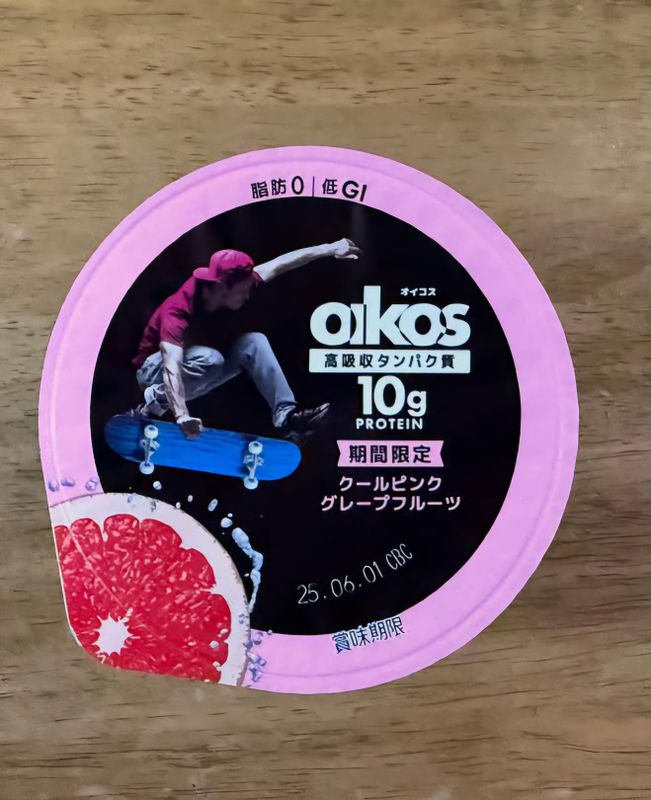 脂肪0|低GI
オイコス
oikos
高吸収タンパク質
10g
PROTEIN
期間限定
クールピンク
グレープフルーツ
25.06.01 CBC
賞味期限